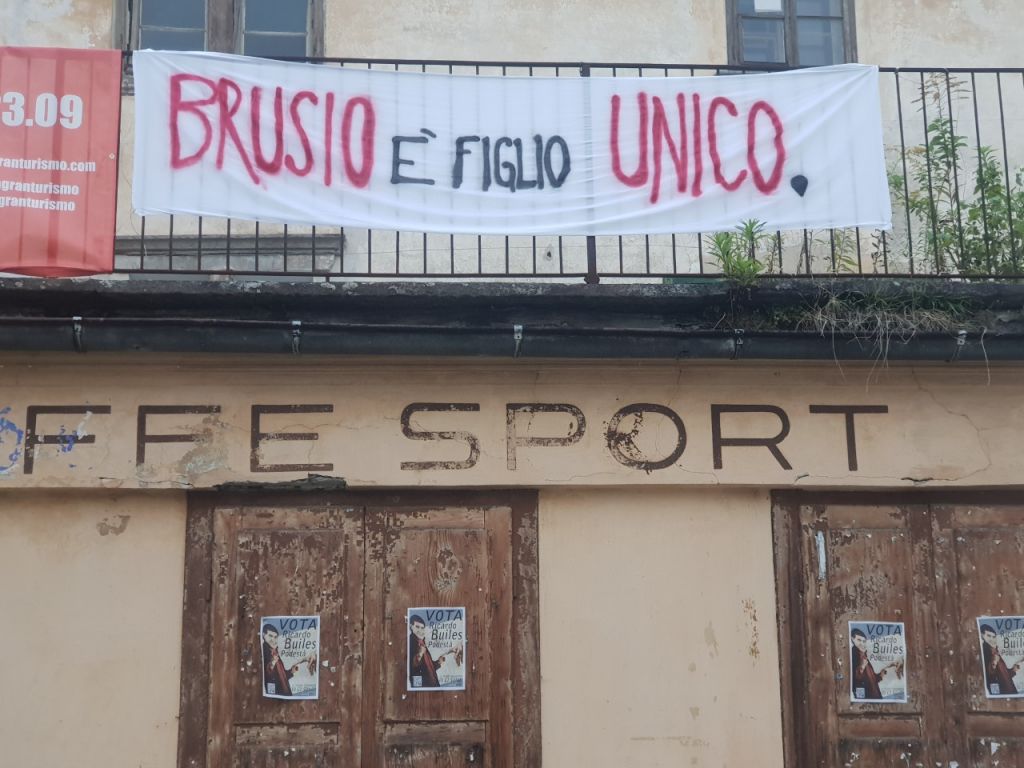 3.09
granturismo.com
granturismo
granturismo
BRUSIO E' FIGLIO UNICO.
FFE SPORT
VOTA
Ricardo
Builes
Podestà
VOTA
Ricardo
Builes
Podestà
VOTA
Ricardo
Builes
Podestà
VOTA
Ricardo
Builes
Podestà